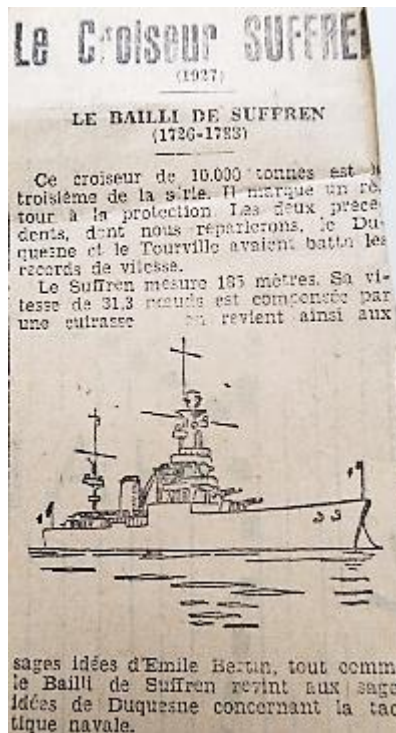 Le Croiseur SUFFREN
(1927)
LE BAILLI DE SUFFREN
(1726-1788)
Ce croiseur de 10.000 tonnes est le
troisième de la série. Il marque un re-
tour à la protection. Les deux précé-
dents, dont nous reparlerons, le Du-
quesne et le Tourville avaient battu les
records de vitesse.
Le Suffren mesure 185 mètres. Sa vi-
tesse de 31,3 nœuds est compensée par
une cuirasse on revient ainsi aux
sages idées d'Emile Bertin, tout comm
le Bailli de Suffren revint aux sage
idées de Duquesne concernant la tac
tique navale.